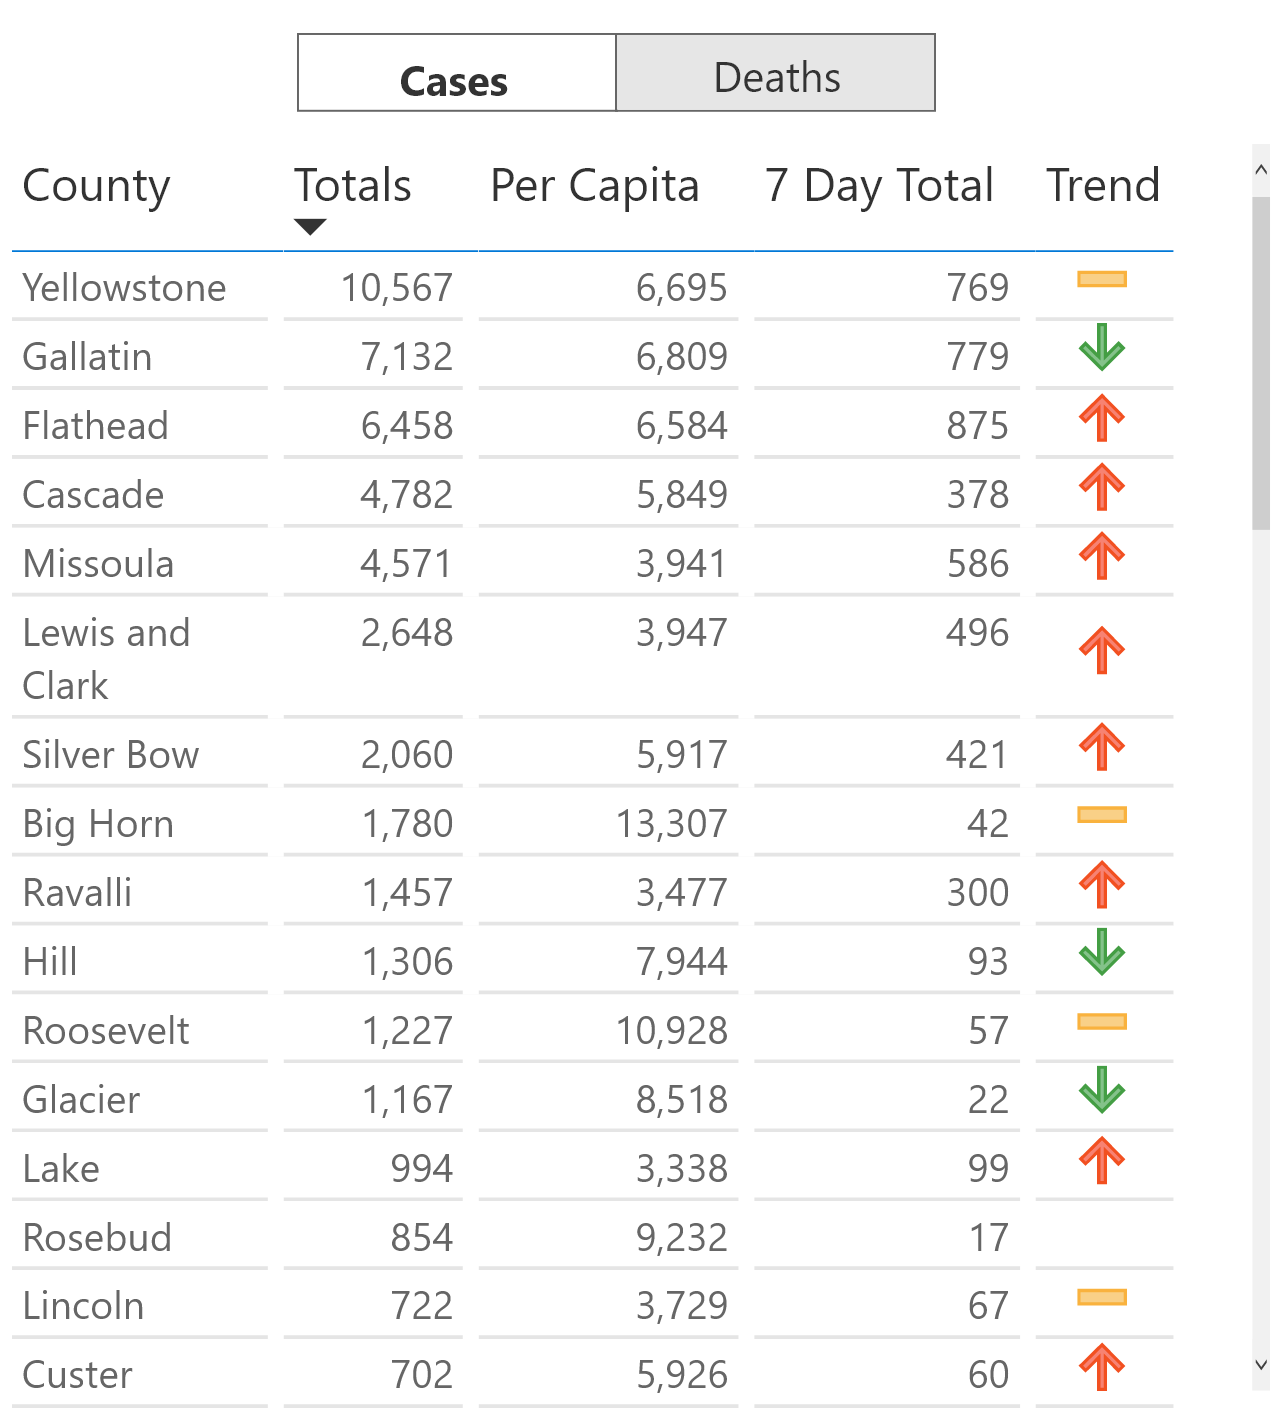 Cases Deaths
County Totals Per Capita 7 Day Total Trend
Yellowstone 10,567 6,695 769
Gallatin 7,132 6,809 779
Flathead 6,458 6,584 875
Cascade 4,782 5,849 378
Missoula 4,571 3,941 586
Lewis and 2,648 3,947 496
Clark
Silver Bow 2,060 5,917 421
Big Horn 1,780 13,307 42
Ravalli 1,457 3,477 300
Hill 1,306 7,944 93
Roosevelt 1,227 10,928 57
Glacier 1,167 8,518 22
Lake 994 3,338 99
Rosebud 854 9,232 17
Lincoln 722 3,729 67
Custer 702 5,926 60